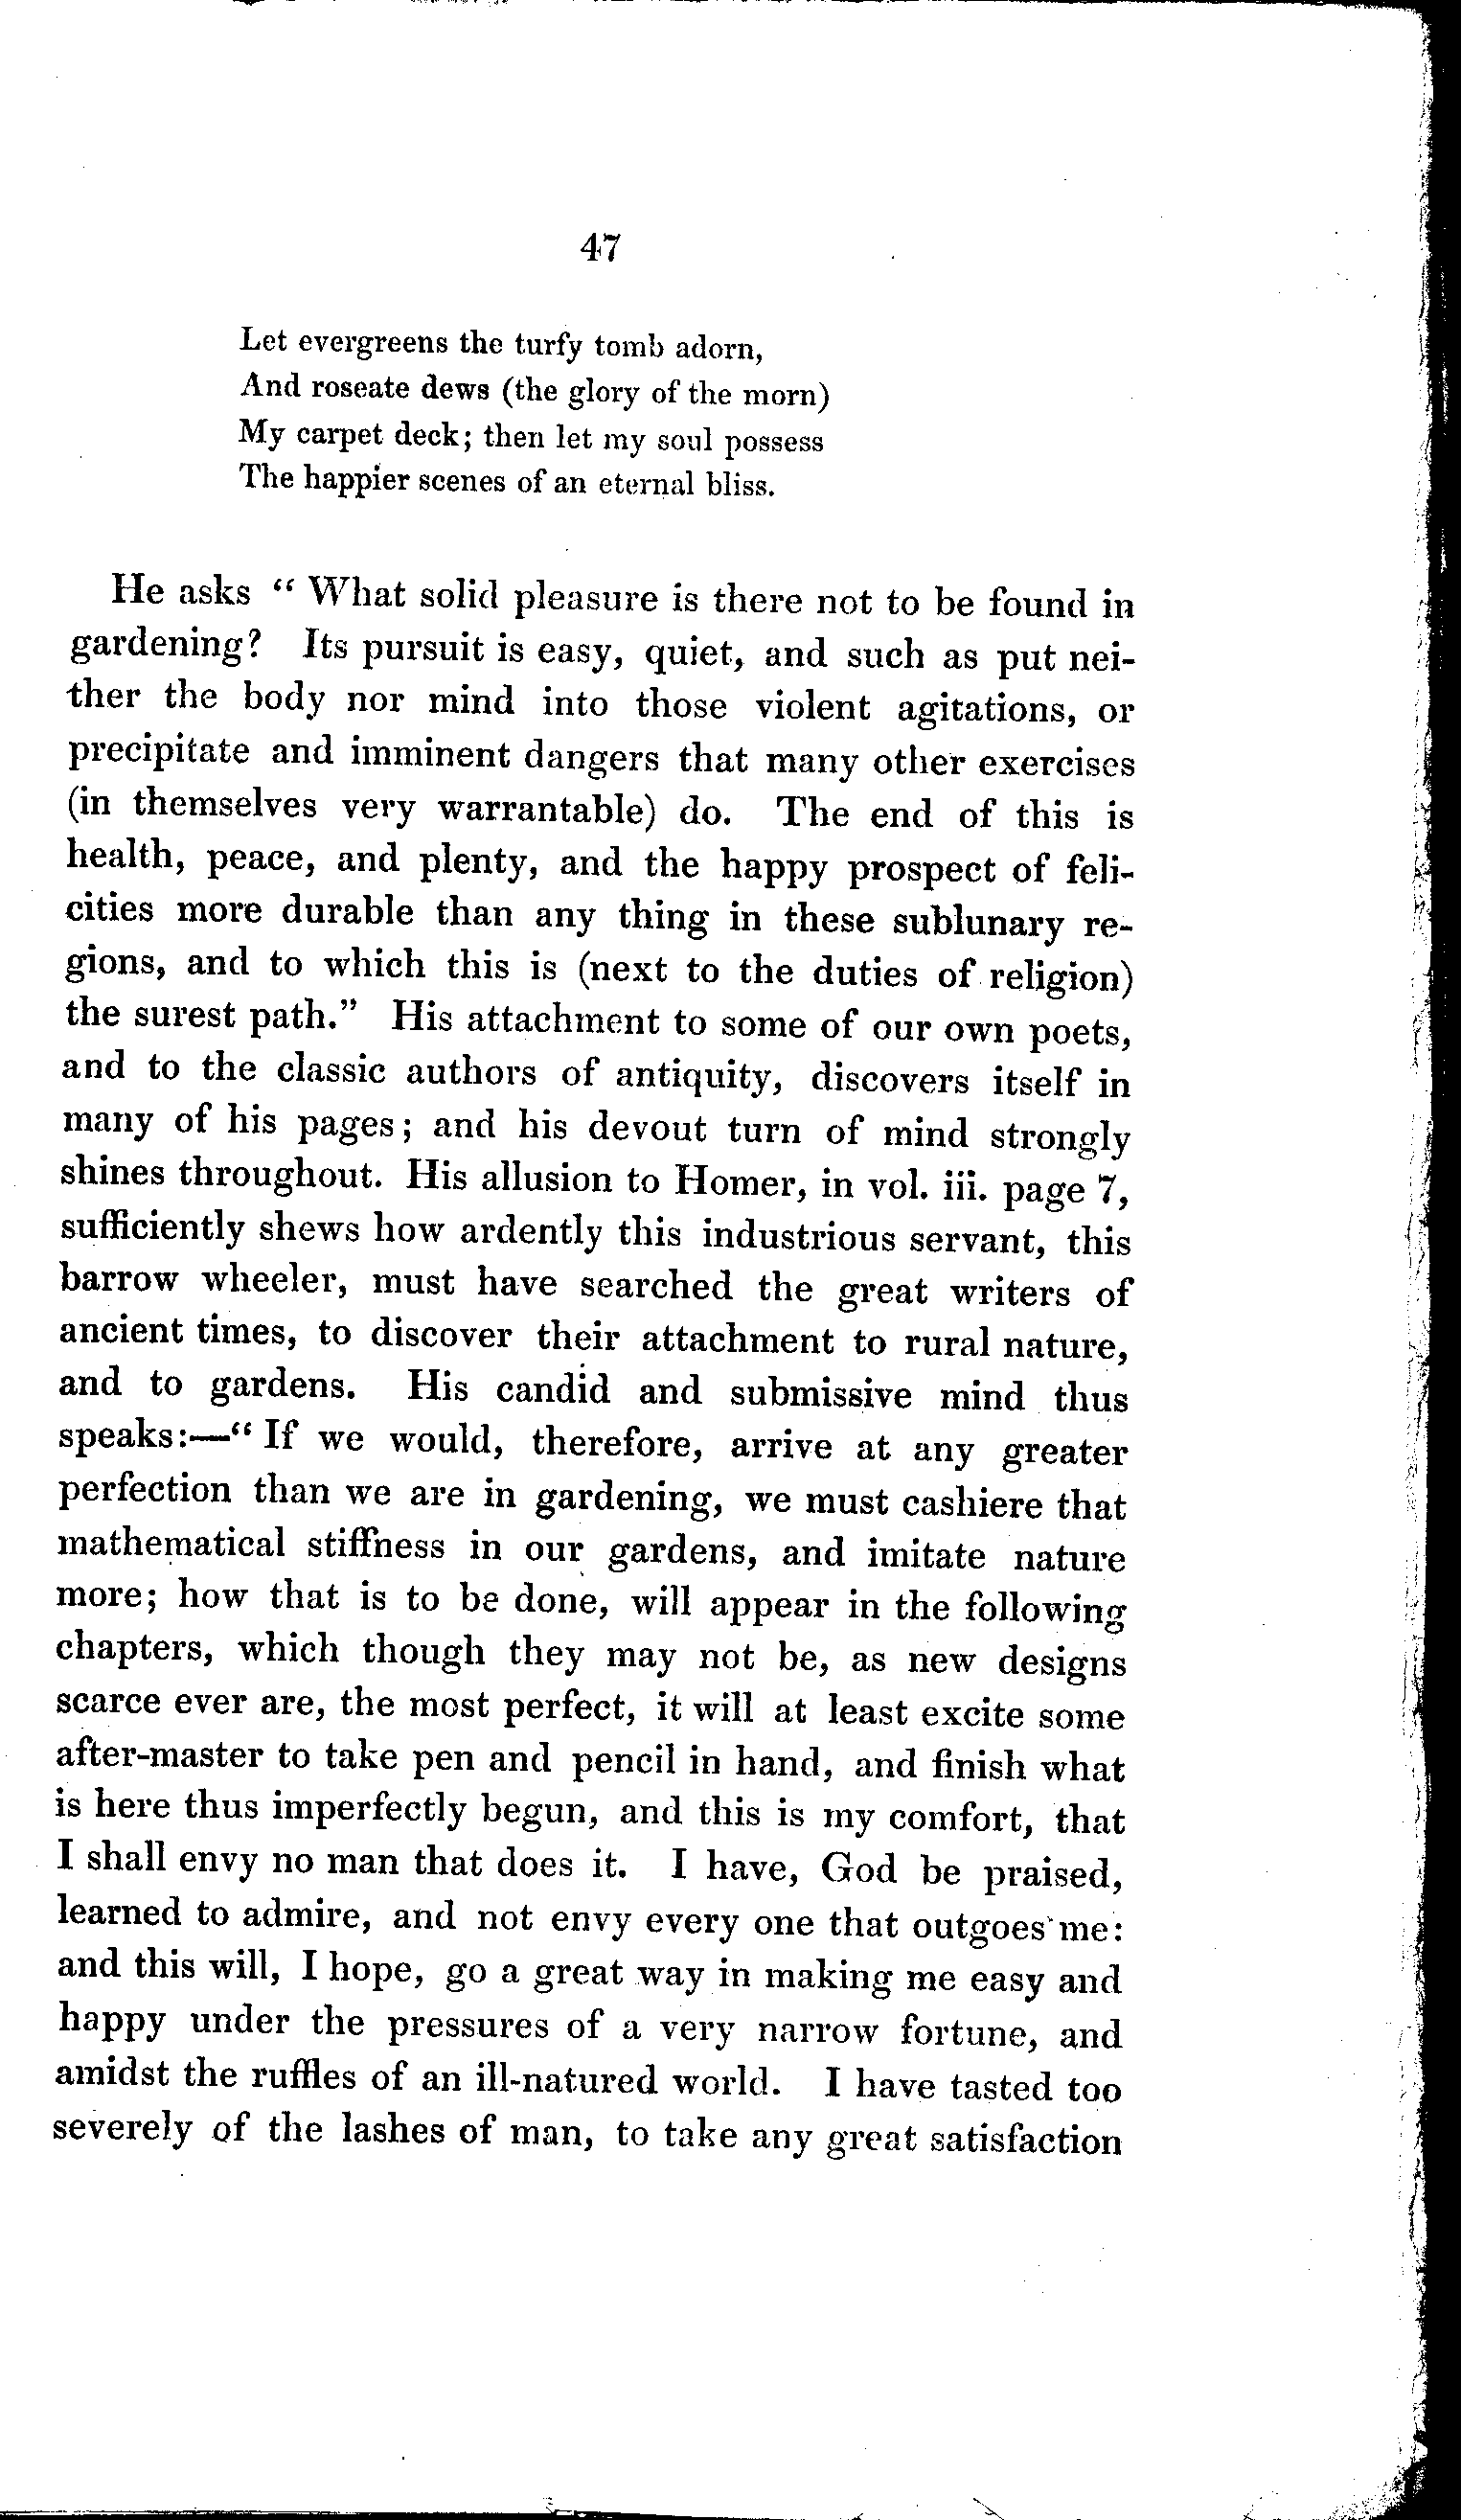 47
Let evergreens the turfy tomb adorn,
And roseate dews (the glory of the morn)
My carpet deck; then let my soul possess
The happier scenes of an eternal bliss.
He asks “ What solid pleasure is there not to be found in
gardening? Its pursuit is easy, quiet, and such as put nei-
ther the body nor mind into those violent agitations, or
precipitate and imminent dangers that many other exercises
(in themselves very warrantable) do. The end of this is
health, peace, and plenty, and the happy prospect of feli-
cities more durable than any thing in these sublunary re-
gions, and to which this is (next to the duties of religion)
the surest path.” His attachment to some of our own poets,
and to the classic authors of antiquity, discovers itself in
many of his pages; and his devout turn of mind strongly
shines throughout. His allusion to Homer, in vol. iii. page 7,
sufficiently shews how ardently this industrious servant, this
barrow wheeler, must have searched the great writers of
ancient times, to discover their attachment to rural nature,
and to gardens. His candid and submissive mind thus
speaks:—“ If we would, therefore, arrive at any greater
perfection than we are in gardening, we must cashiere that
mathematical stiffness in our gardens, and imitate nature
more; how that is to be done, will appear in the following
chapters, which though they may not be, as new designs
scarce ever are, the most perfect, it will at least excite some
after-master to take pen and pencil in hand, and finish what
is here thus imperfectly begun, and this is my comfort, that
I shall envy no man that does it. I have, God be praised,
learned to admire, and not envy every one that outgoes me:
and this will, I hope, go a great way in making me easy and
happy under the pressures of a very narrow fortune, and
amidst the ruffles of an ill-natured world. I have tasted too
severely of the lashes of man, to take any great satisfaction